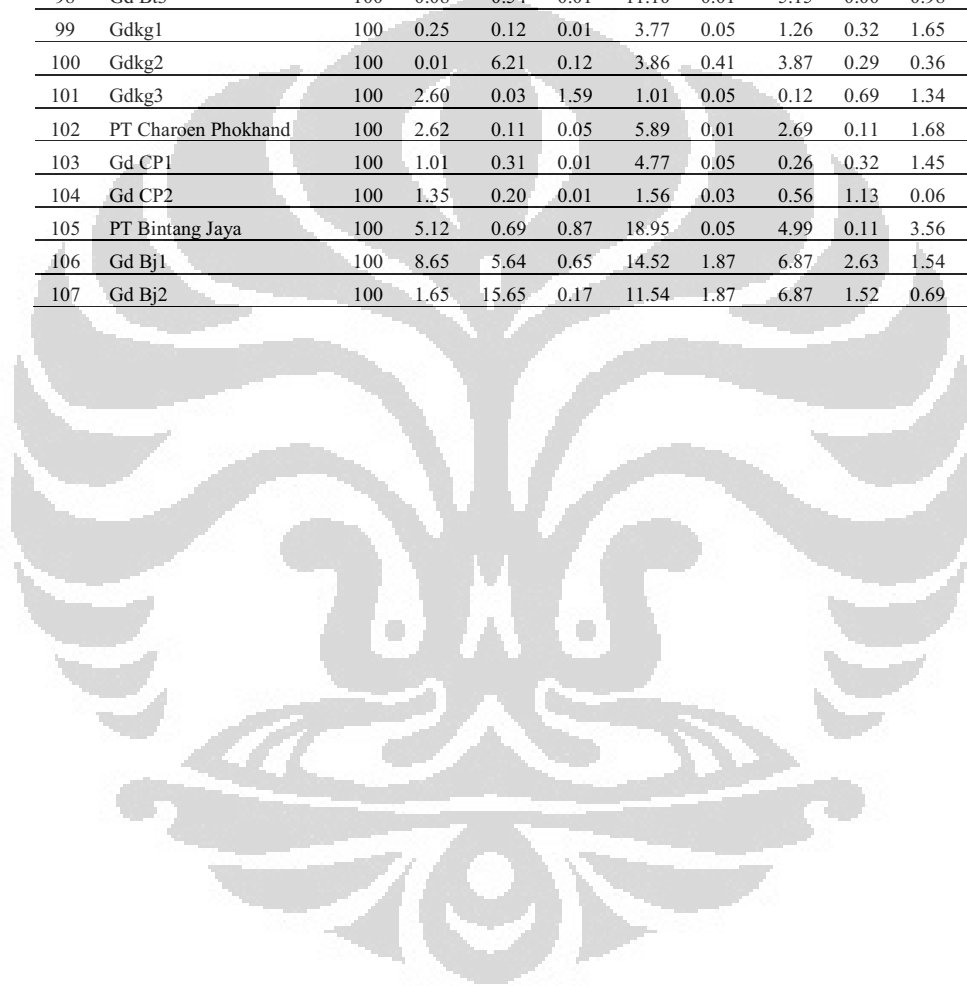 99 Gdkg1 100 0.25 0.12 0.01 3.77 0.05 1.26 0.32 1.65
100 Gdkg2 100 0.01 6.21 0.12 3.86 0.41 3.87 0.29 0.36
101 Gdkg3 100 2.60 0.03 1.59 1.01 0.05 0.12 0.69 1.34
102 PT Charoen Phokhand 100 2.62 0.11 0.05 5.89 0.01 2.69 0.11 1.68
103 Gd CP1 100 1.01 0.31 0.01 4.77 0.05 0.26 0.32 1.45
104 Gd CP2 100 1.35 0.20 0.01 1.56 0.03 0.56 1.13 0.06
105 PT Bintang Jaya 100 5.12 0.69 0.87 18.95 0.05 4.99 0.11 3.56
106 Gd Bj1 100 8.65 5.64 0.65 14.52 1.87 6.87 2.63 1.54
107 Gd Bj2 100 1.65 15.65 0.17 11.54 1.87 6.87 1.52 0.69